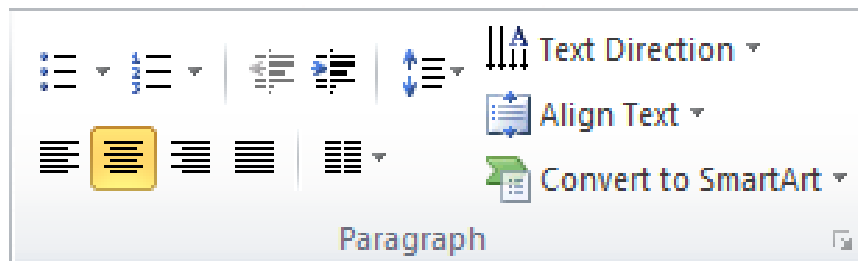 Text Direction
Align Text
Convert to SmartArt
Paragraph